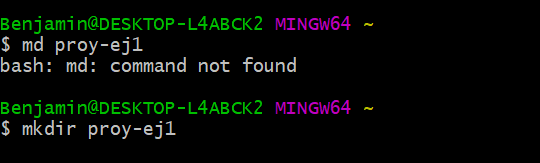 Benjamin@DESKTOP-L4ABCK2 MINGW64 ~
$ md proy-ej1
bash: md: command not found
Benjamin@DESKTOP-L4ABCK2 MINGW64 ~
$ mkdir proy-ej1